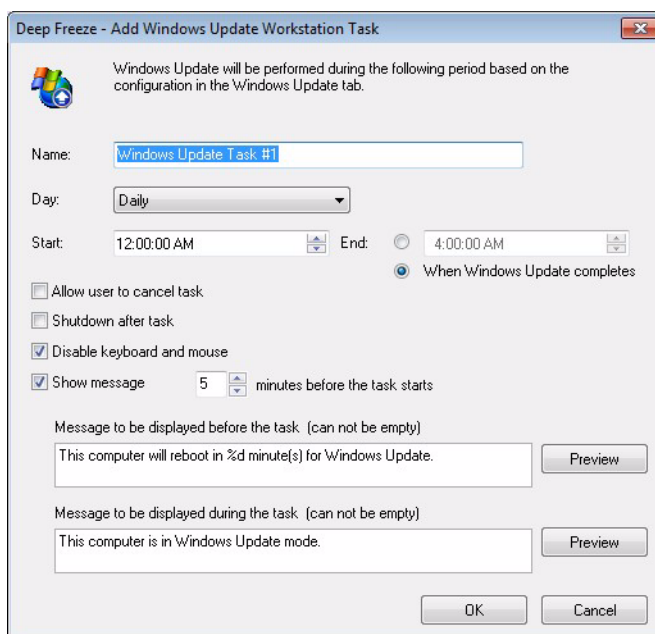 Deep Freeze - Add Windows Update Workstation Task
Windows Update will be performed during the following period based on the
configuration in the Windows Update tab.
Name: Windows Update Task #1
Day: Daily
Start: 12:00:00 AM End: 4:00:00 AM
When Windows Update completes
Allow user to cancel task
Shutdown after task
Disable keyboard and mouse
Show message 5 minutes before the task starts
Message to be displayed before the task (can not be empty)
This computer will reboot in %d minute(s) for Windows Update.
Preview
Message to be displayed during the task (can not be empty)
This computer is in Windows Update mode.
Preview
OK Cancel